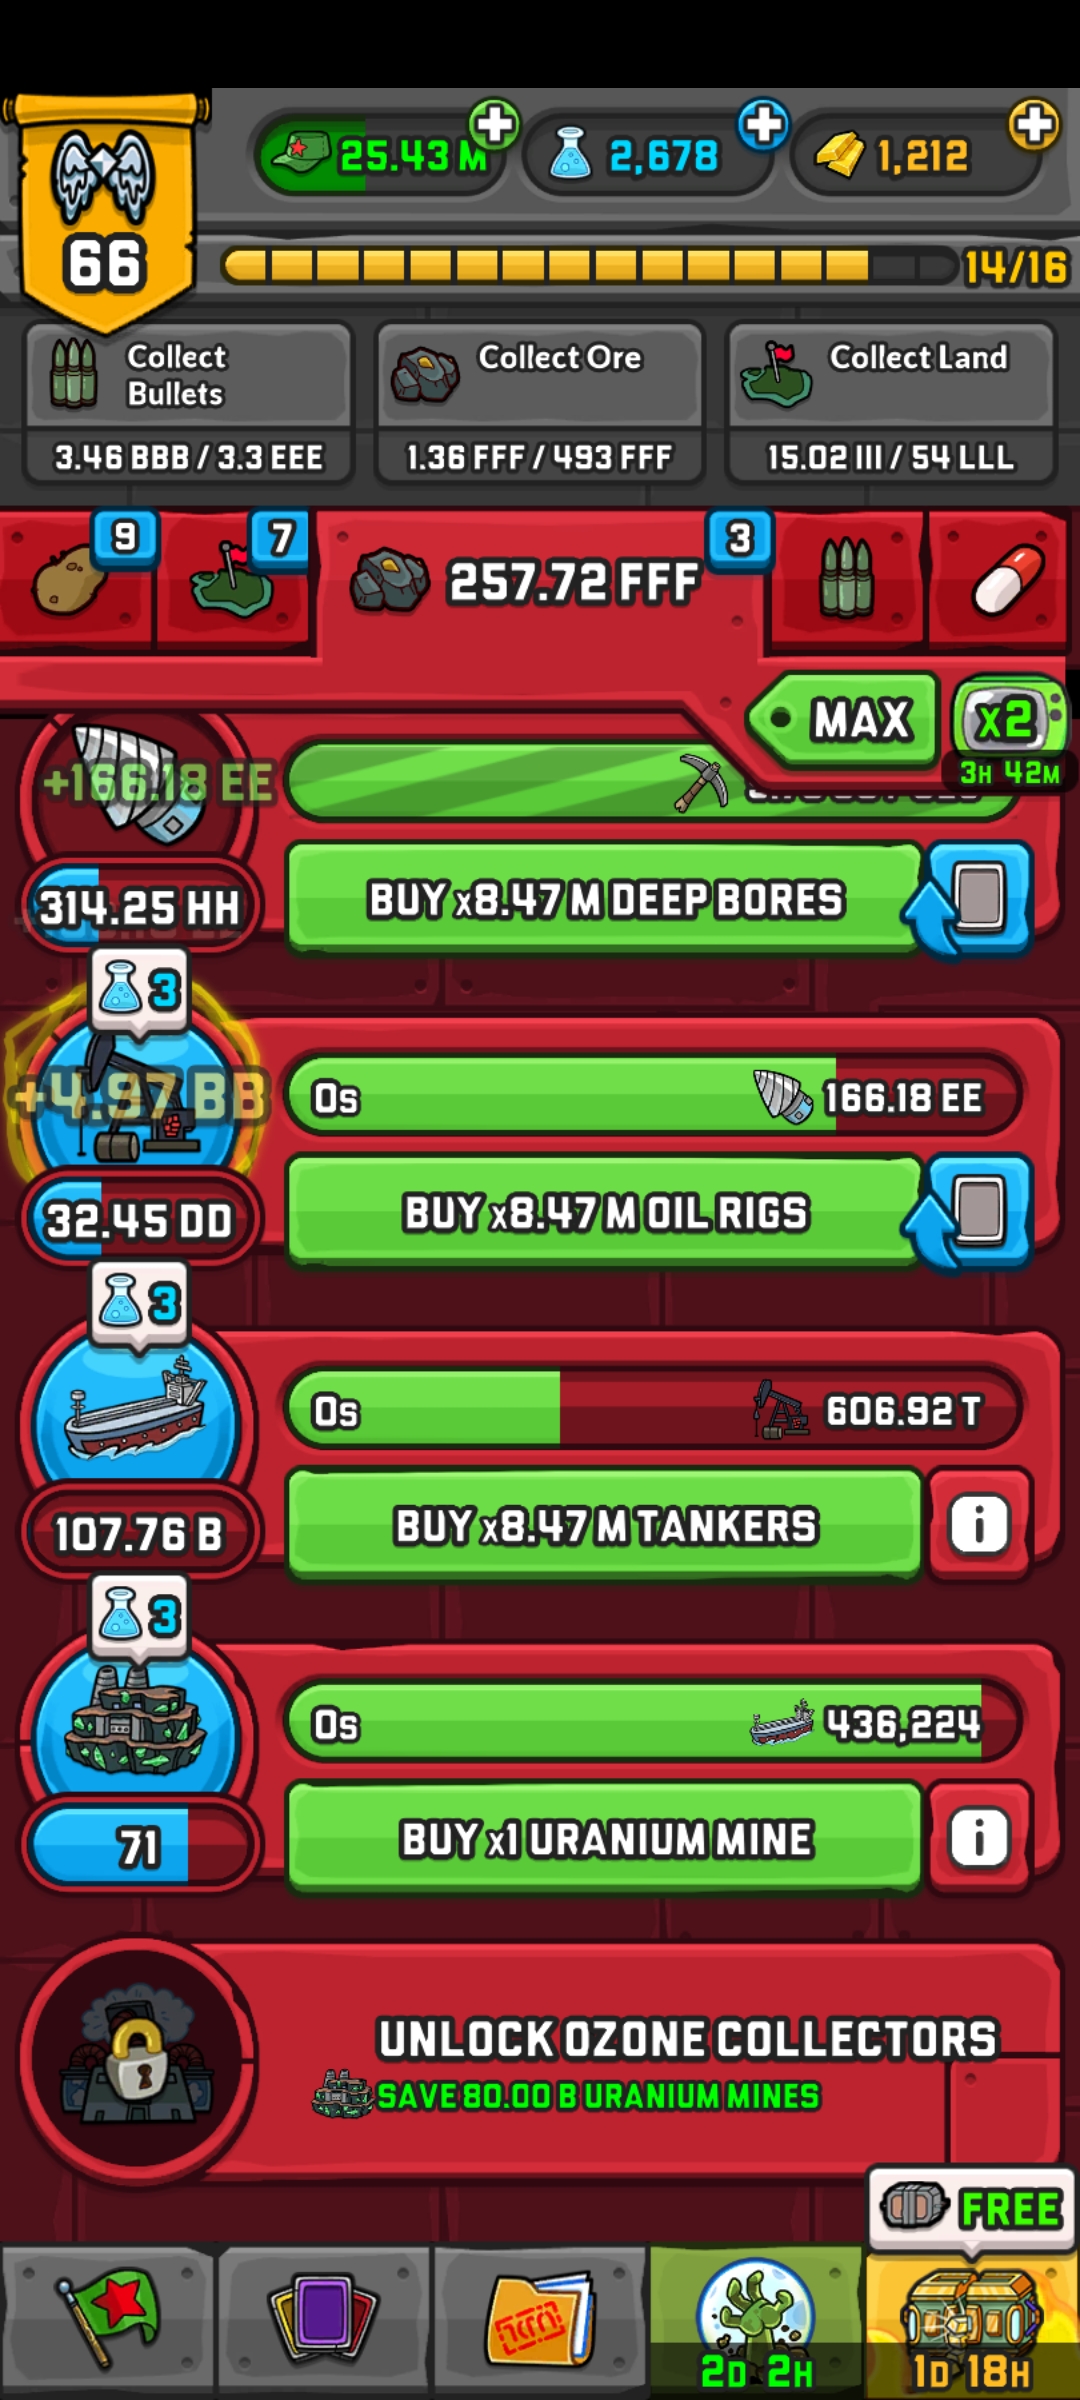 66
25.43 M
2,678
1,212
14/16
Collect
Bullets
3.46 BBB / 3.3 EEE
Collect Ore
1.36 FFF / 493 FFF
Collect Land
15.02 III / 54 LLL
9
7
257.72 FFF
3
MAX
x2
3H 42M
+166.18 EE
314.25 HH
BUY x8.47 M DEEP BORES
3
+4.97 BB
32.45 DD
0s
166.18 EE
BUY x8.47 M OIL RIGS
3
107.76 B
0s
606.92 T
BUY x8.47 M TANKERS
i
3
71
0s
436,224
BUY x1 URANIUM MINE
i
UNLOCK OZONE COLLECTORS
SAVE 80.00 B URANIUM MINES
FREE
2D 2H
1D 18H